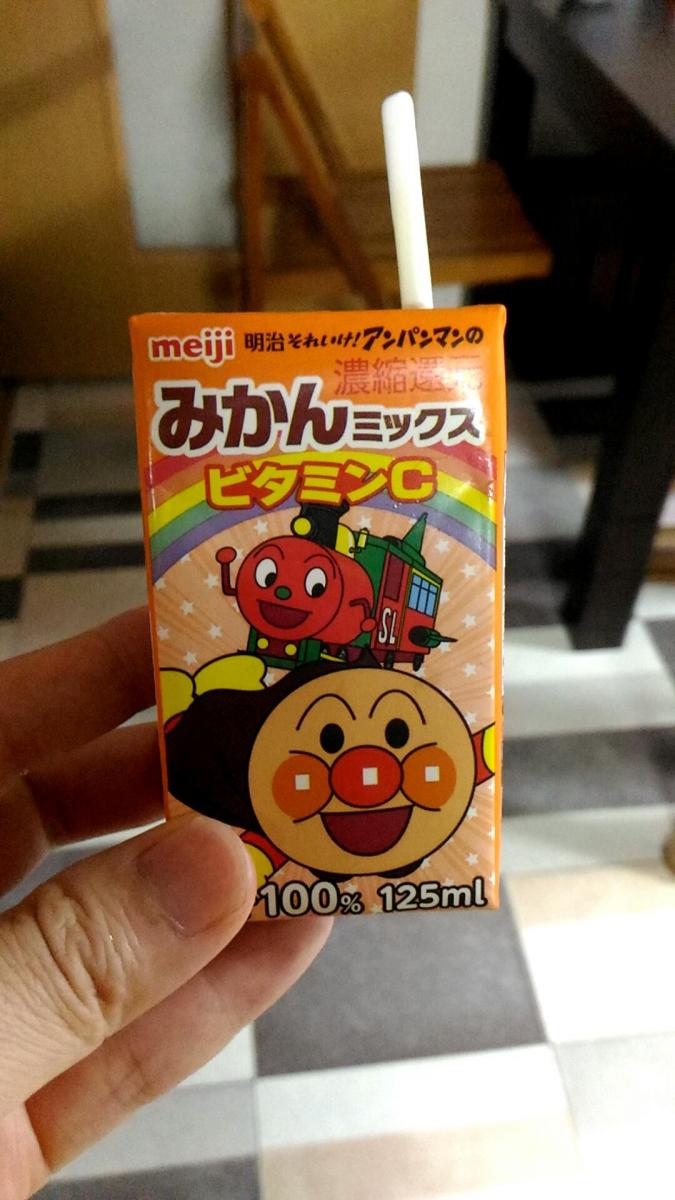 meiji 明治それいけ!アンパンマンの
濃縮還元
みかんミックス
ビタミンC
SL
100% 125ml